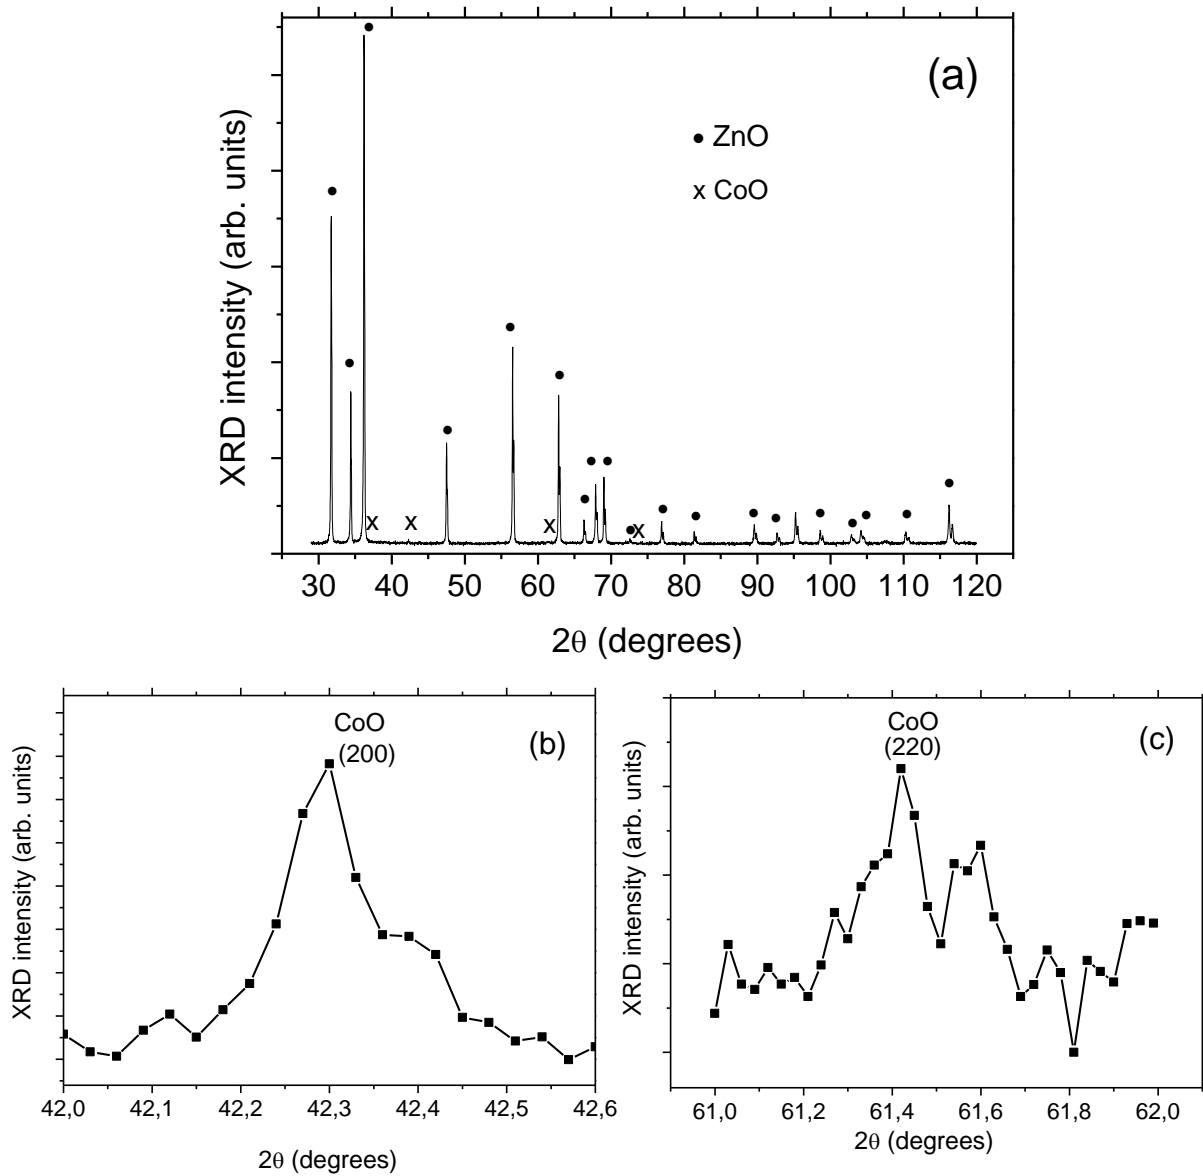 (a)
● ZnO
x CoO
XRD intensity (arb. units)
x x x x
30 40 50 60 70 80 90 100 110 120
2θ (degrees)
CoO
(200)
(b)
XRD intensity (arb. units)
42,0 42,1 42,2 42,3 42,4 42,5 42,6
2θ (degrees)
CoO
(220)
(c)
XRD intensity (arb. units)
61,0 61,2 61,4 61,6 61,8 62,0
2θ (degrees)